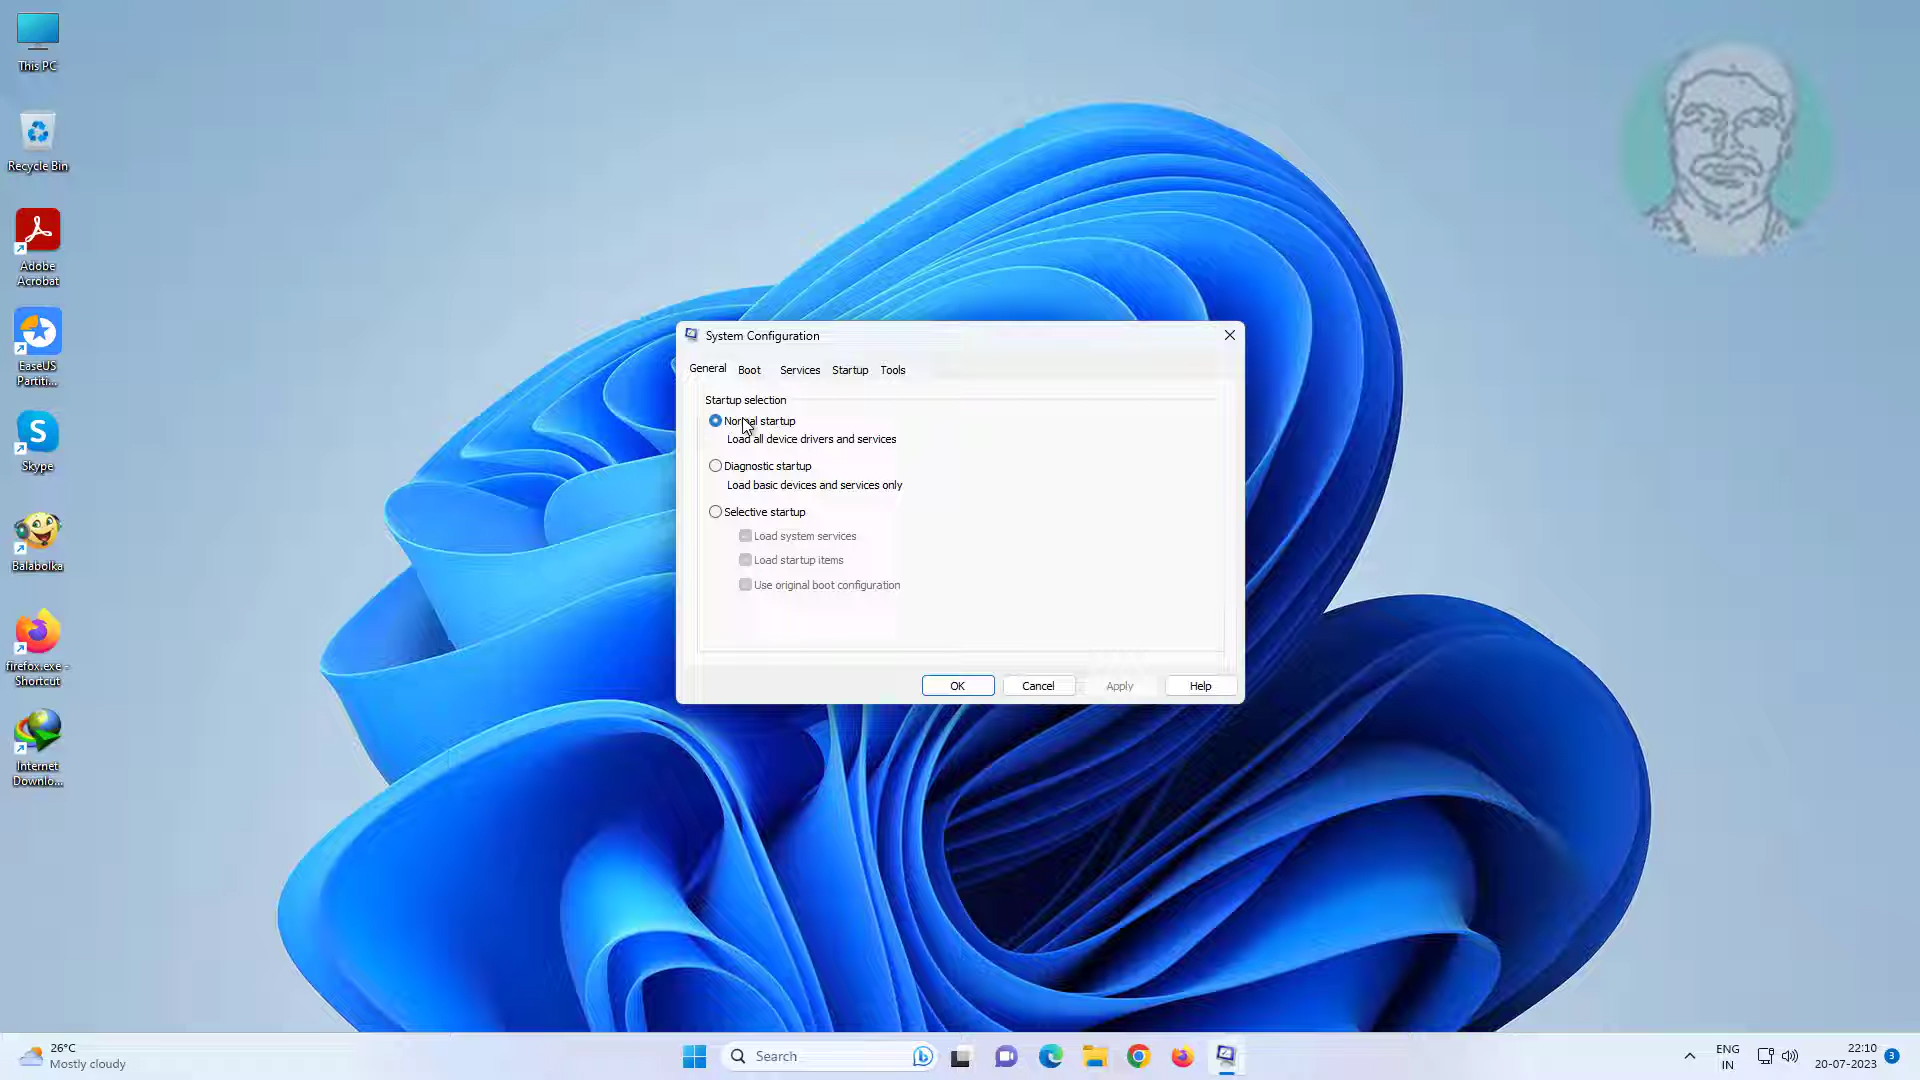 This PC
Recycle Bin
Adobe
Acrobat
EaseUS
Partiti...
Skype
Balabolka
firefox.exe -
Shortcut
Internet
Downlo...
System Configuration
General
Boot
Services
Startup
Tools
Startup selection
Normal startup
Load all device drivers and services
Diagnostic startup
Load basic devices and services only
Selective startup
Load system services
Load startup items
Use original boot configuration
OK
Cancel
Apply
Help
26°C
Mostly cloudy
Search
ENG
IN
22:10
20-07-2023
3